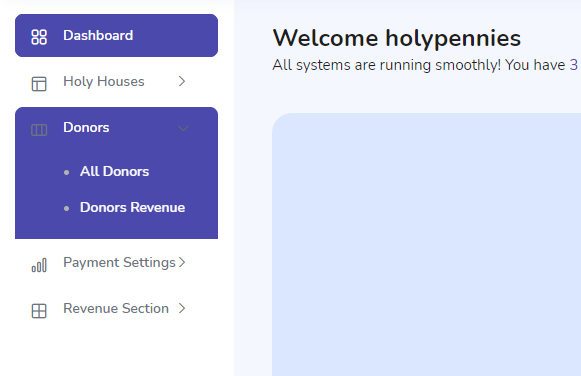 Dashboard
Holy Houses
Donors
All Donors
Donors Revenue
Payment Settings
Revenue Section
Welcome holypennies
All systems are running smoothly! You have 3